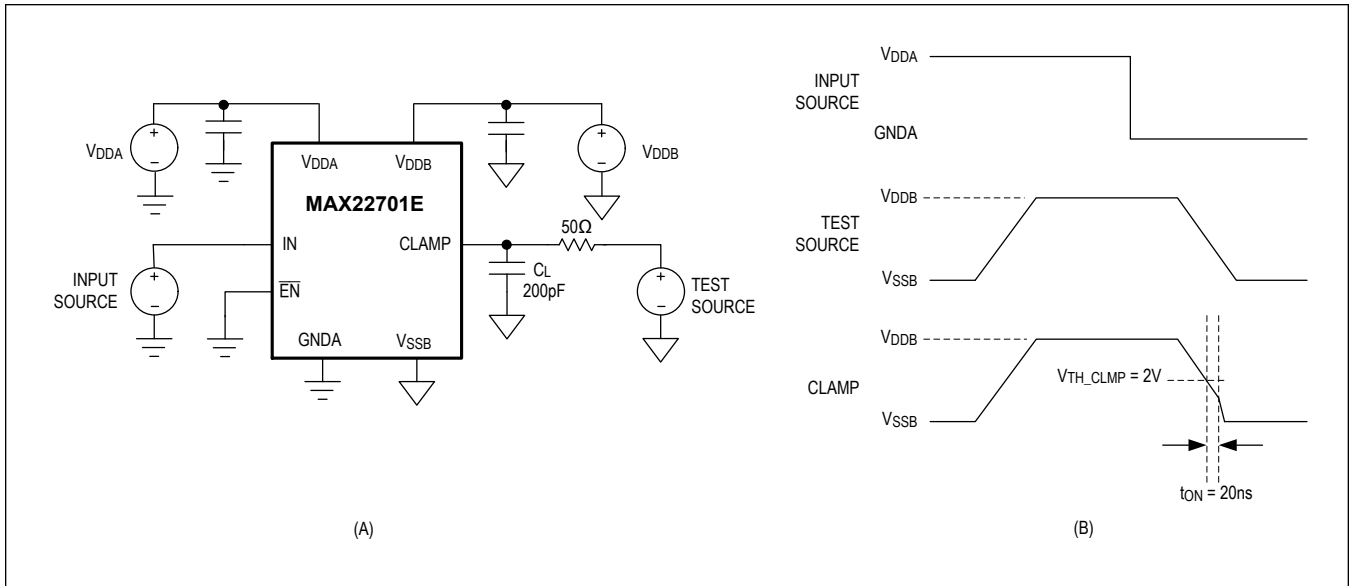 VDDA
VDDB
VDDA
VDDB
MAX22701E
IN
CLAMP
50Ω
CL
200pF
INPUT
SOURCE
EN
TEST
SOURCE
GNDA
VSSB
(A)
INPUT
SOURCE
VDDA
GNDA
TEST
SOURCE
VDDB
VSSB
CLAMP
VDDB
VTH_CLMP = 2V
VSSB
tON = 20ns
(B)